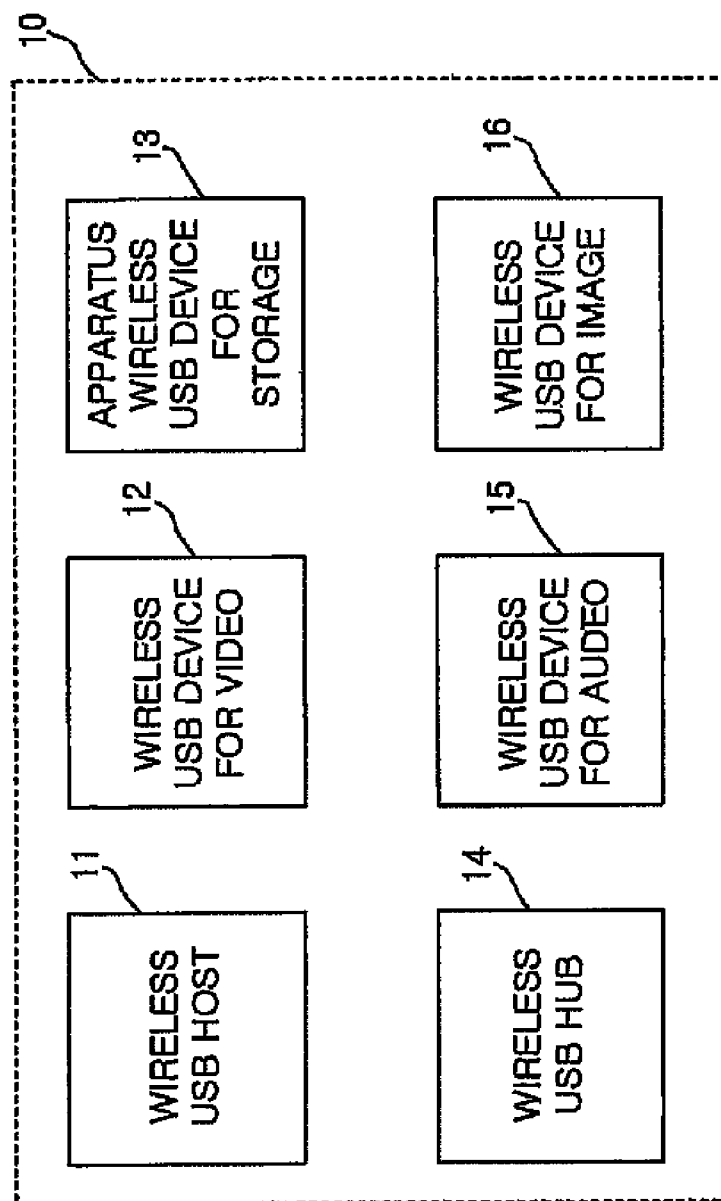 10
11
WIRELESS
USB HOST
12
WIRELESS
USB DEVICE
FOR VIDEO
13
APPARATUS
WIRELESS
USB DEVICE
FOR
STORAGE
14
WIRELESS
USB HUB
15
WIRELESS
USB DEVICE
FOR AUDEO
16
WIRELESS
USB DEVICE
FOR IMAGE